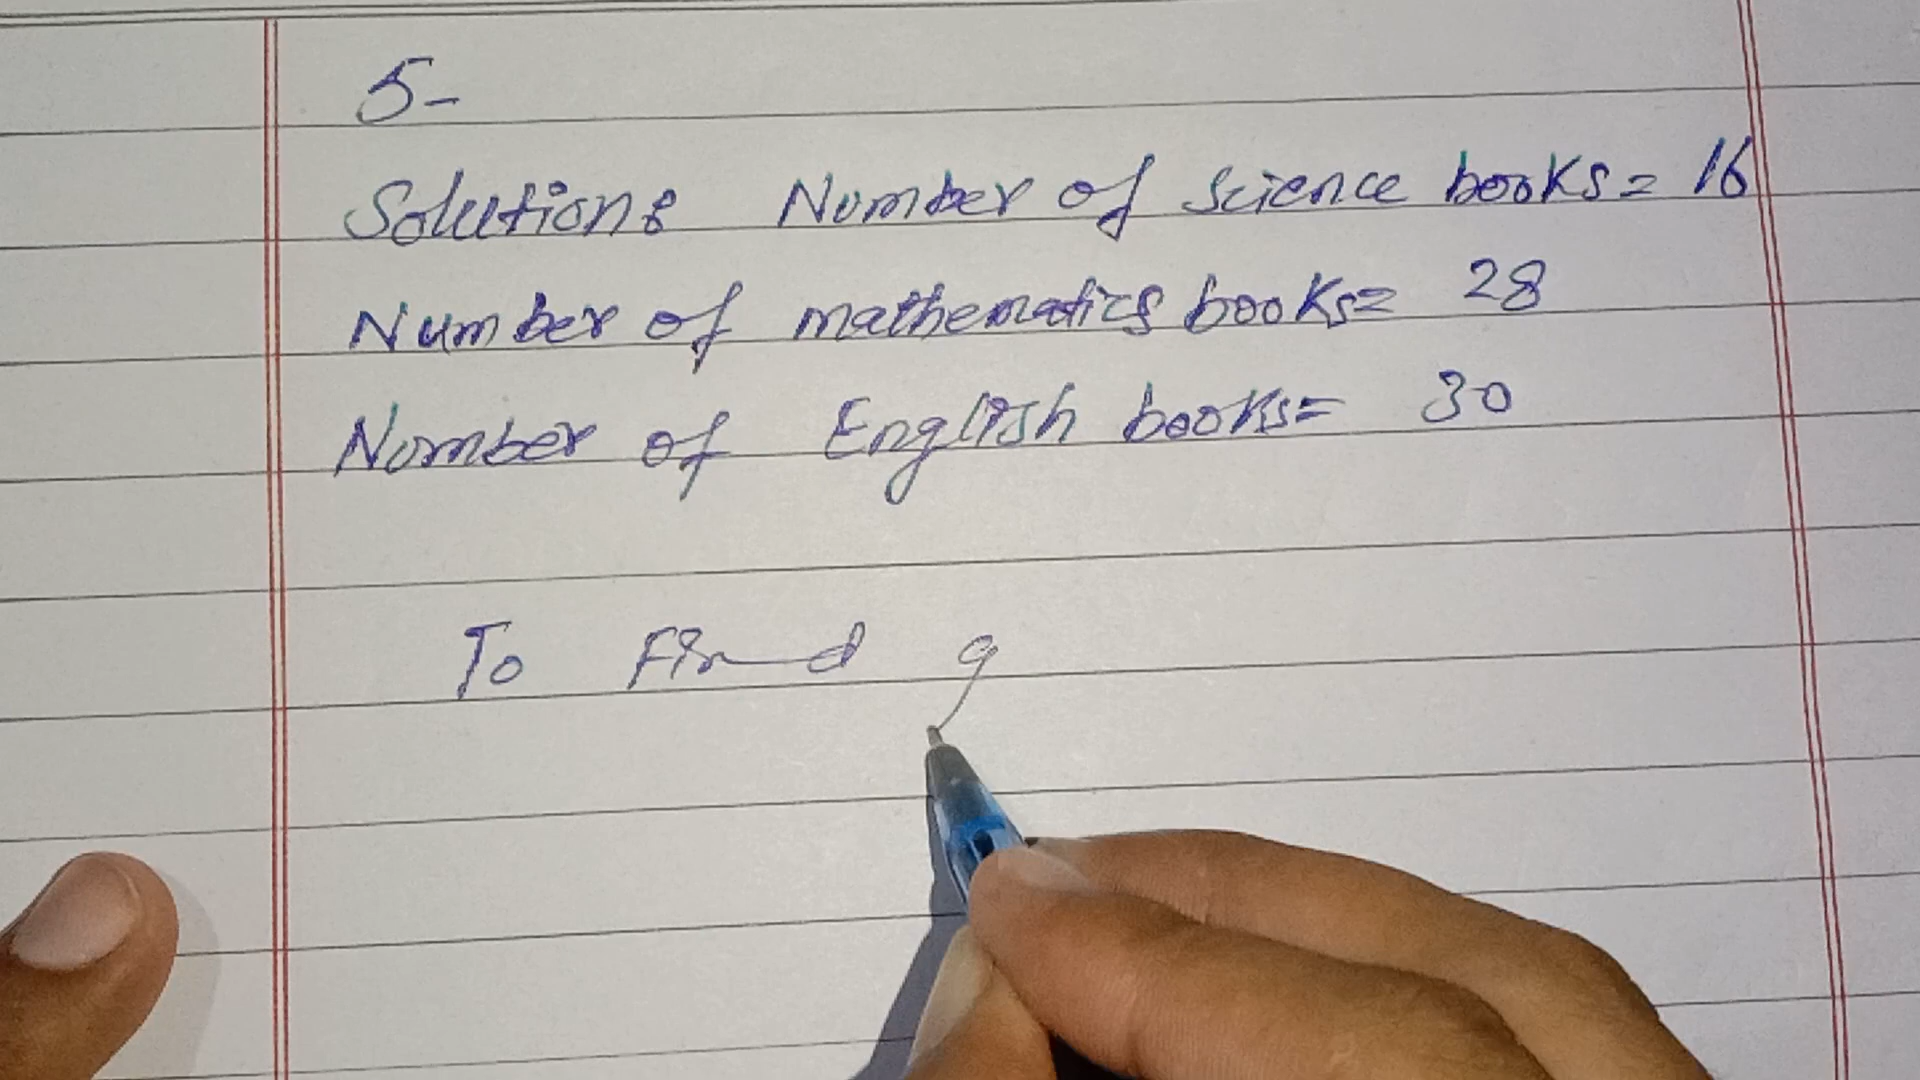 5-
Solution: Number of science books= 16
Number of mathematics books= 28
Number of English books= 30
To Find g